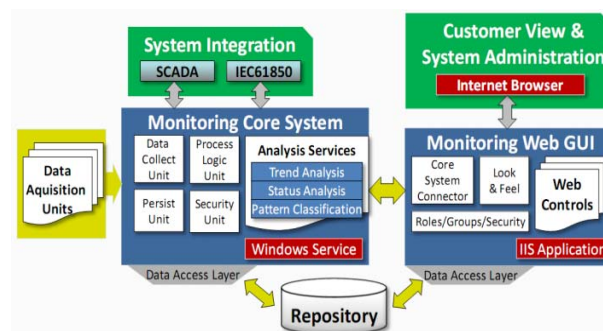 System Integration
SCADA
IEC61850
Customer View &
System Administration
Internet Browser
Monitoring Core System
Data
Collect
Unit
Process
Logic
Unit
Persist
Unit
Security
Unit
Analysis Services
Trend Analysis
Status Analysis
Pattern Classification
Windows Service
Data Access Layer
Data
Aquisition
Units
Monitoring Web GUI
Core
System
Connector
Look
& Feel
Web
Controls
Roles/Groups/Security
IIS Application
Data Access Layer
Repository